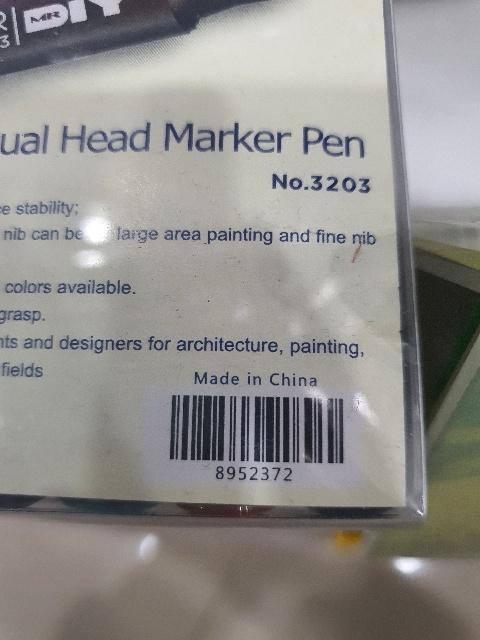 R | MR DIY
3
ual Head Marker Pen
No.3203
e stability;
nib can be large area painting and fine nib
colors available.
grasp.
nts and designers for architecture, painting,
fields
Made in China
8952372